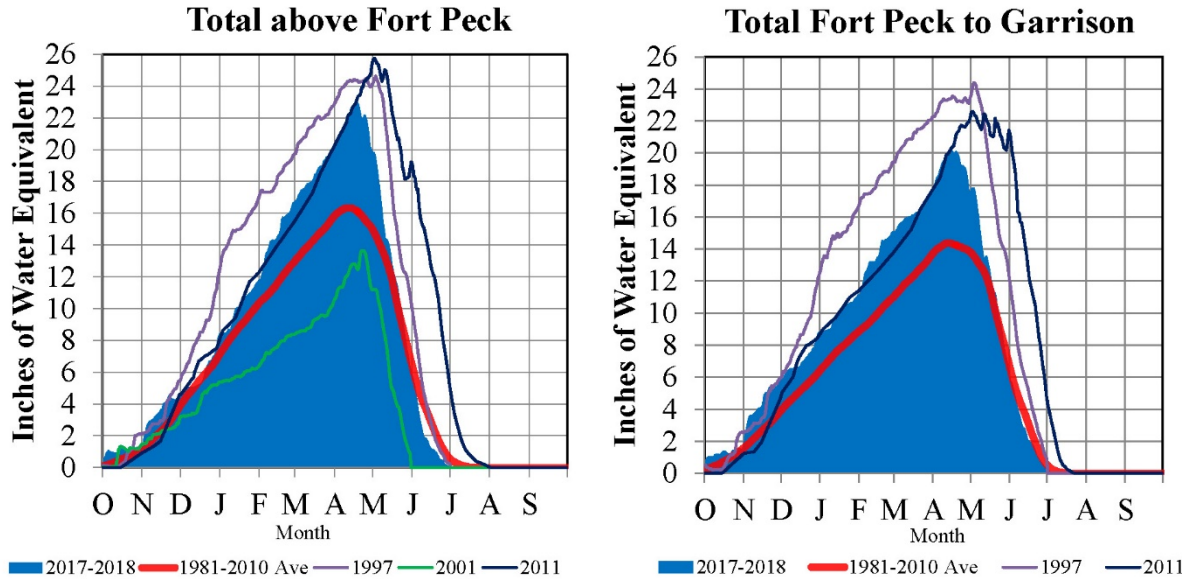 Total above Fort Peck
Inches of Water Equivalent
26
24
22
20
18
16
14
12
10
8
6
4
2
0
O N D J F M A M J J A S
Month
2017-2018 1981-2010 Ave 1997 2001 2011
Total Fort Peck to Garrison
Inches of Water Equivalent
26
24
22
20
18
16
14
12
10
8
6
4
2
0
O N D J F M A M J J A S
Month
2017-2018 1981-2010 Ave 1997 2011